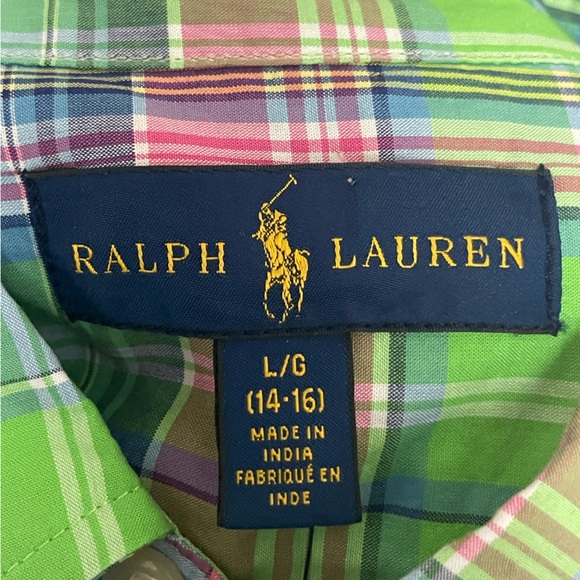 RALPH LAUREN
L/G
(14-16)
MADE IN
INDIA
FABRIQUÉ EN
INDE